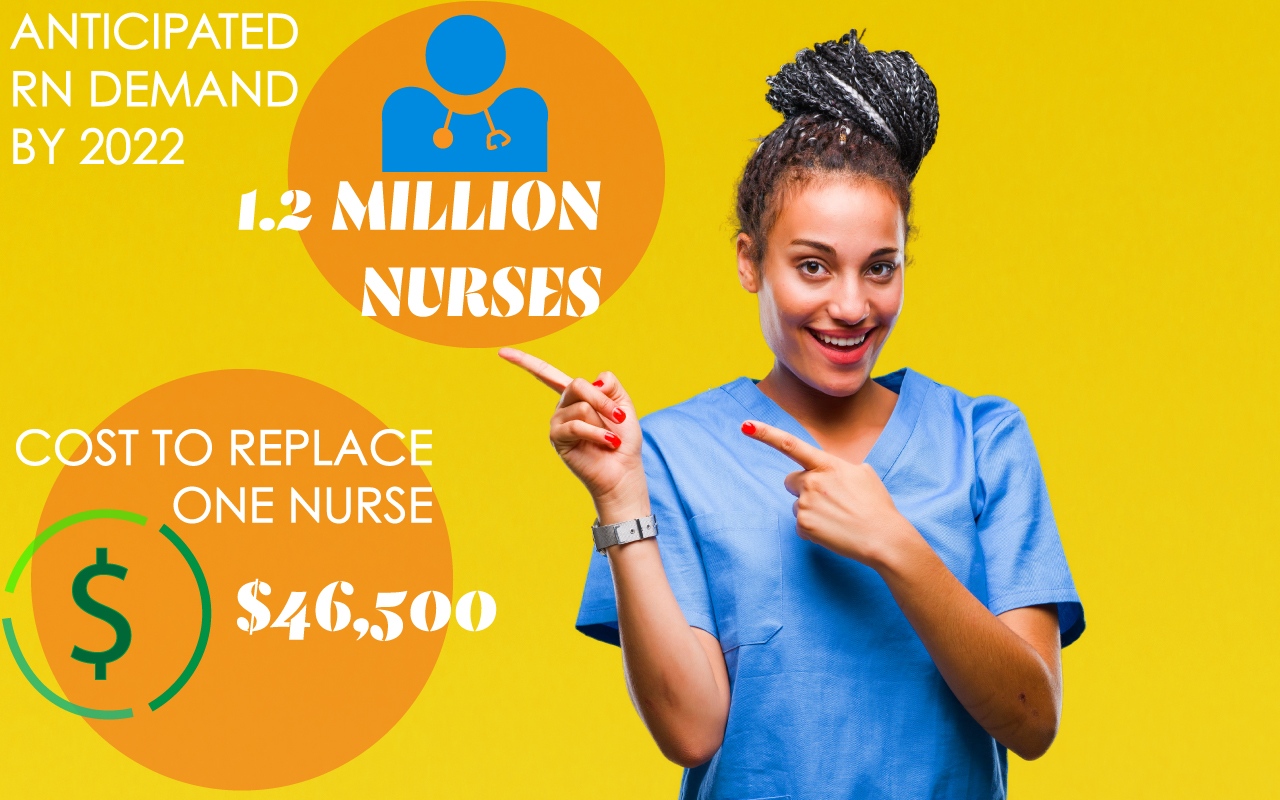 ANTICIPATED
RN DEMAND
BY 2022
1.2 MILLION
NURSES
COST TO REPLACE
ONE NURSE
$
$46,500